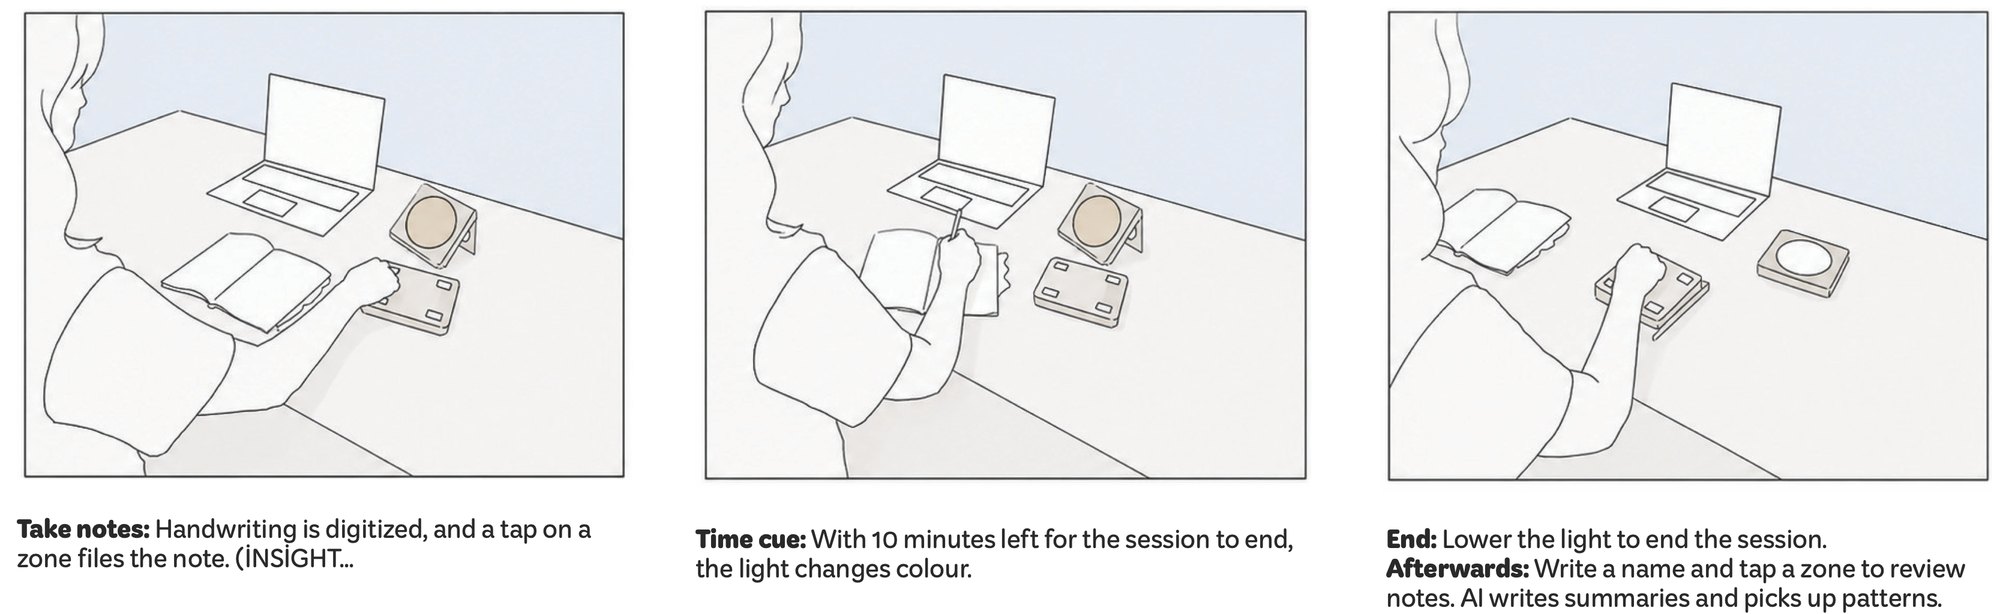 Take notes: Handwriting is digitized, and a tap on a
zone files the note. (İNSİGHT...
Time cue: With 10 minutes left for the session to end,
the light changes colour.
End: Lower the light to end the session.
Afterwards: Write a name and tap a zone to review
notes. AI writes summaries and picks up patterns.